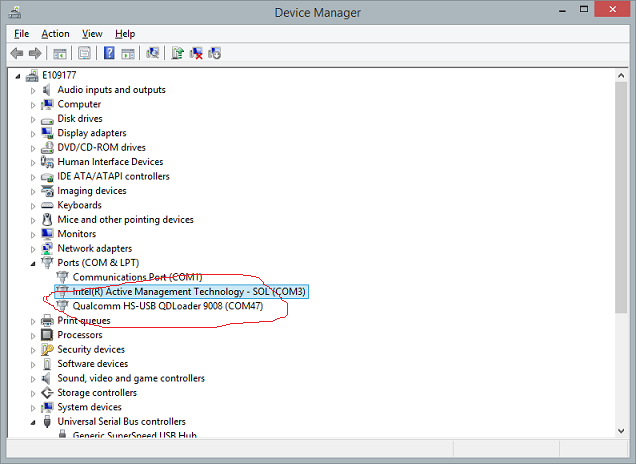 Device Manager
File Action View Help
E109177
Audio inputs and outputs
Computer
Disk drives
Display adapters
DVD/CD-ROM drives
Human Interface Devices
IDE ATA/ATAPI controllers
Imaging devices
Keyboards
Mice and other pointing devices
Monitors
Network adapters
Ports (COM & LPT)
Communications Port (COM1)
Intel(R) Active Management Technology - SOL (COM3)
Qualcomm HS-USB QDLoader 9008 (COM47)
Print queues
Processors
Security devices
Software devices
Sound, video and game controllers
Storage controllers
System devices
Universal Serial Bus controllers
Generic SuperSpeed USB Hub